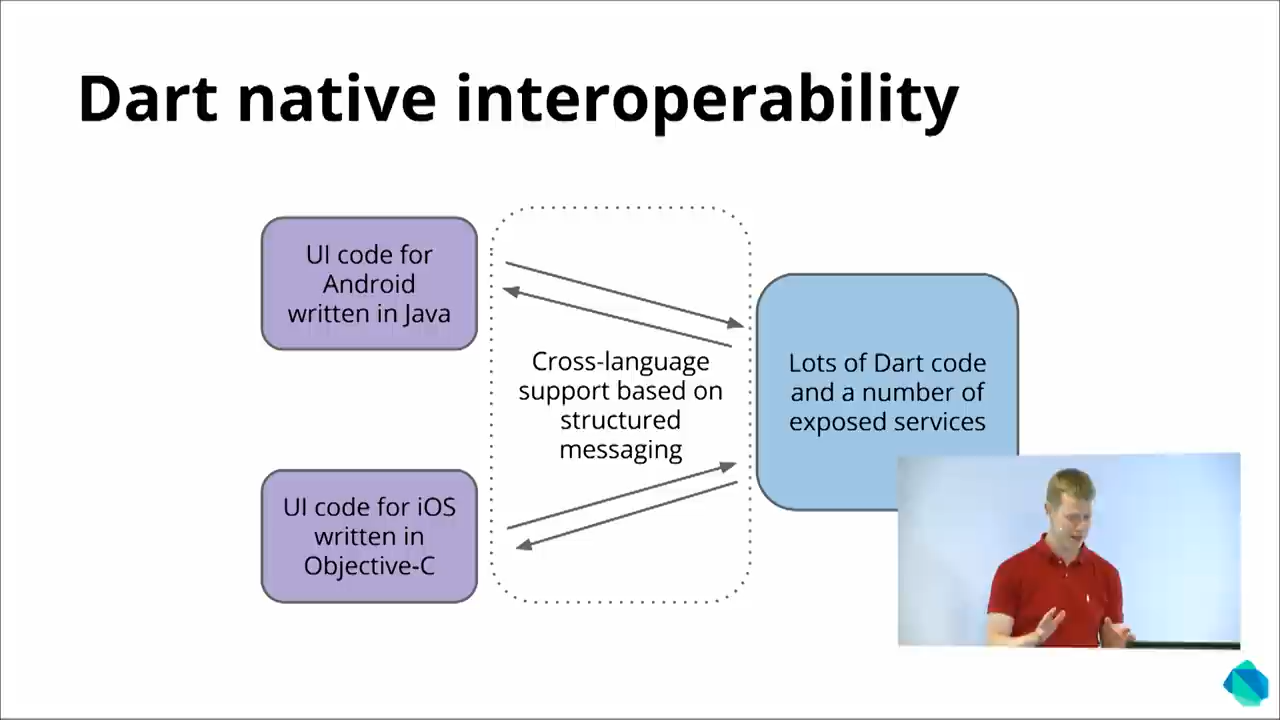 Dart native interoperability
UI code for
Android
written in Java
Cross-language
support based on
structured
messaging
Lots of Dart code
and a number of
exposed services
UI code for iOS
written in
Objective-C